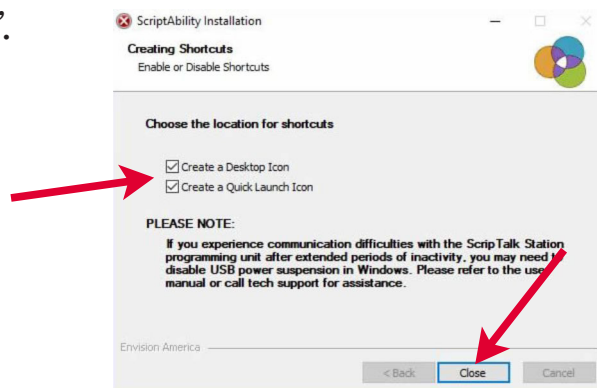 ’.
ScriptAbility Installation
Creating Shortcuts
Enable or Disable Shortcuts
Choose the location for shortcuts
Create a Desktop Icon
Create a Quick Launch Icon
PLEASE NOTE:
If you experience communication difficulties with the ScripTalk Station
programming unit after extended periods of inactivity, you may need to
disable USB power suspension in Windows. Please refer to the user
manual or call tech support for assistance.
Envision America
< Back Close Cancel